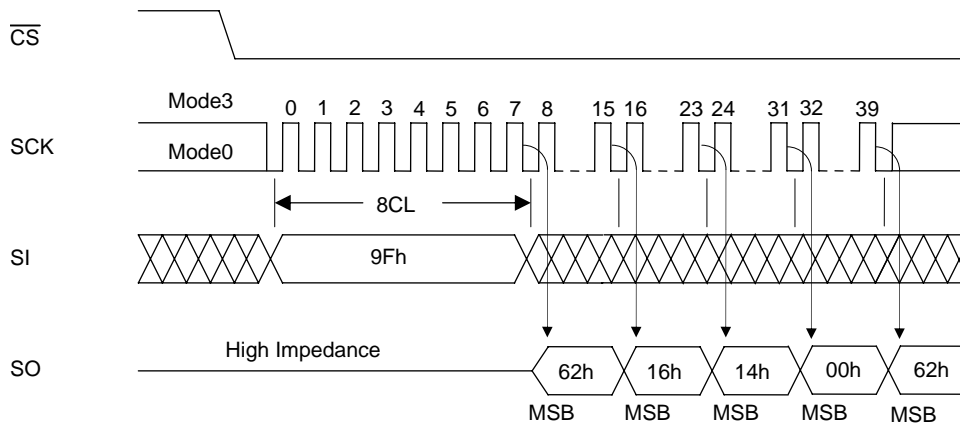 CS
Mode3
0 1 2 3 4 5 6 7 8 15 16 23 24 31 32 39
SCK
Mode0
8CL
SI
9Fh
High Impedance
SO
62h 16h 14h 00h 62h
MSB MSB MSB MSB MSB